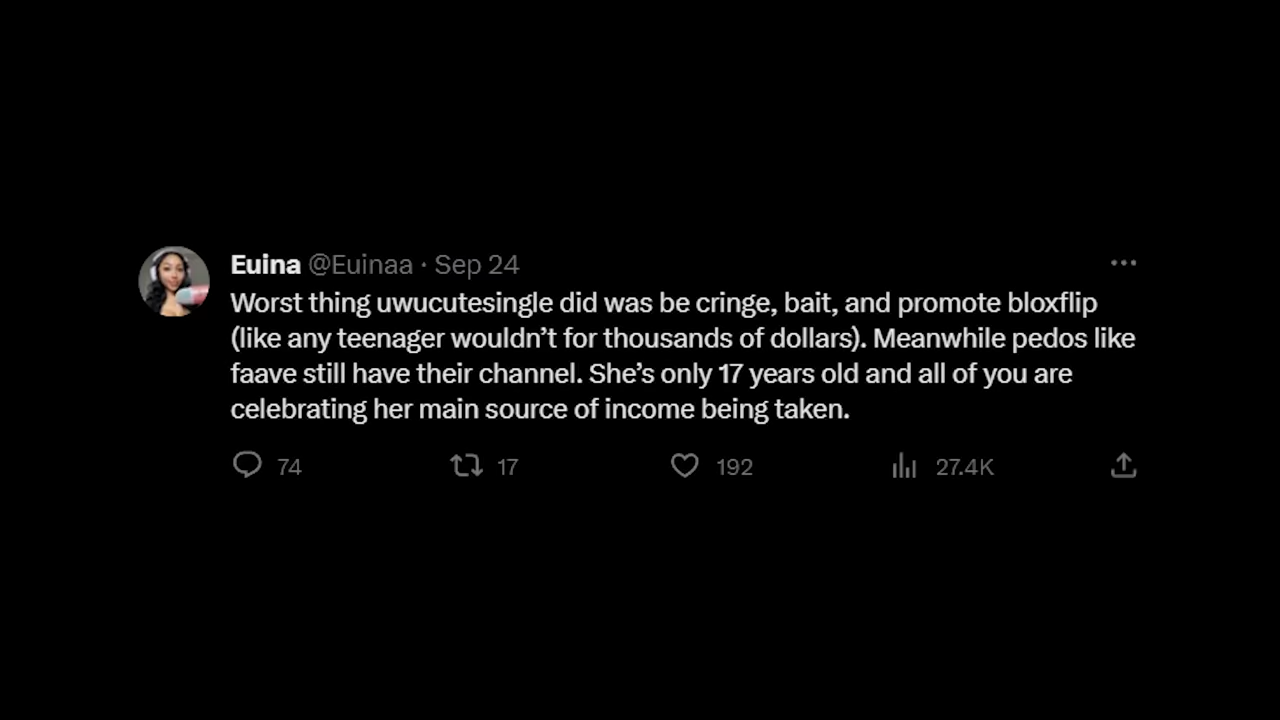 Euina @Euinaa · Sep 24
Worst thing uwucutesingle did was be cringe, bait, and promote bloxflip
(like any teenager wouldn’t for thousands of dollars). Meanwhile pedos like
faave still have their channel. She’s only 17 years old and all of you are
celebrating her main source of income being taken.
74 17 192 27.4K